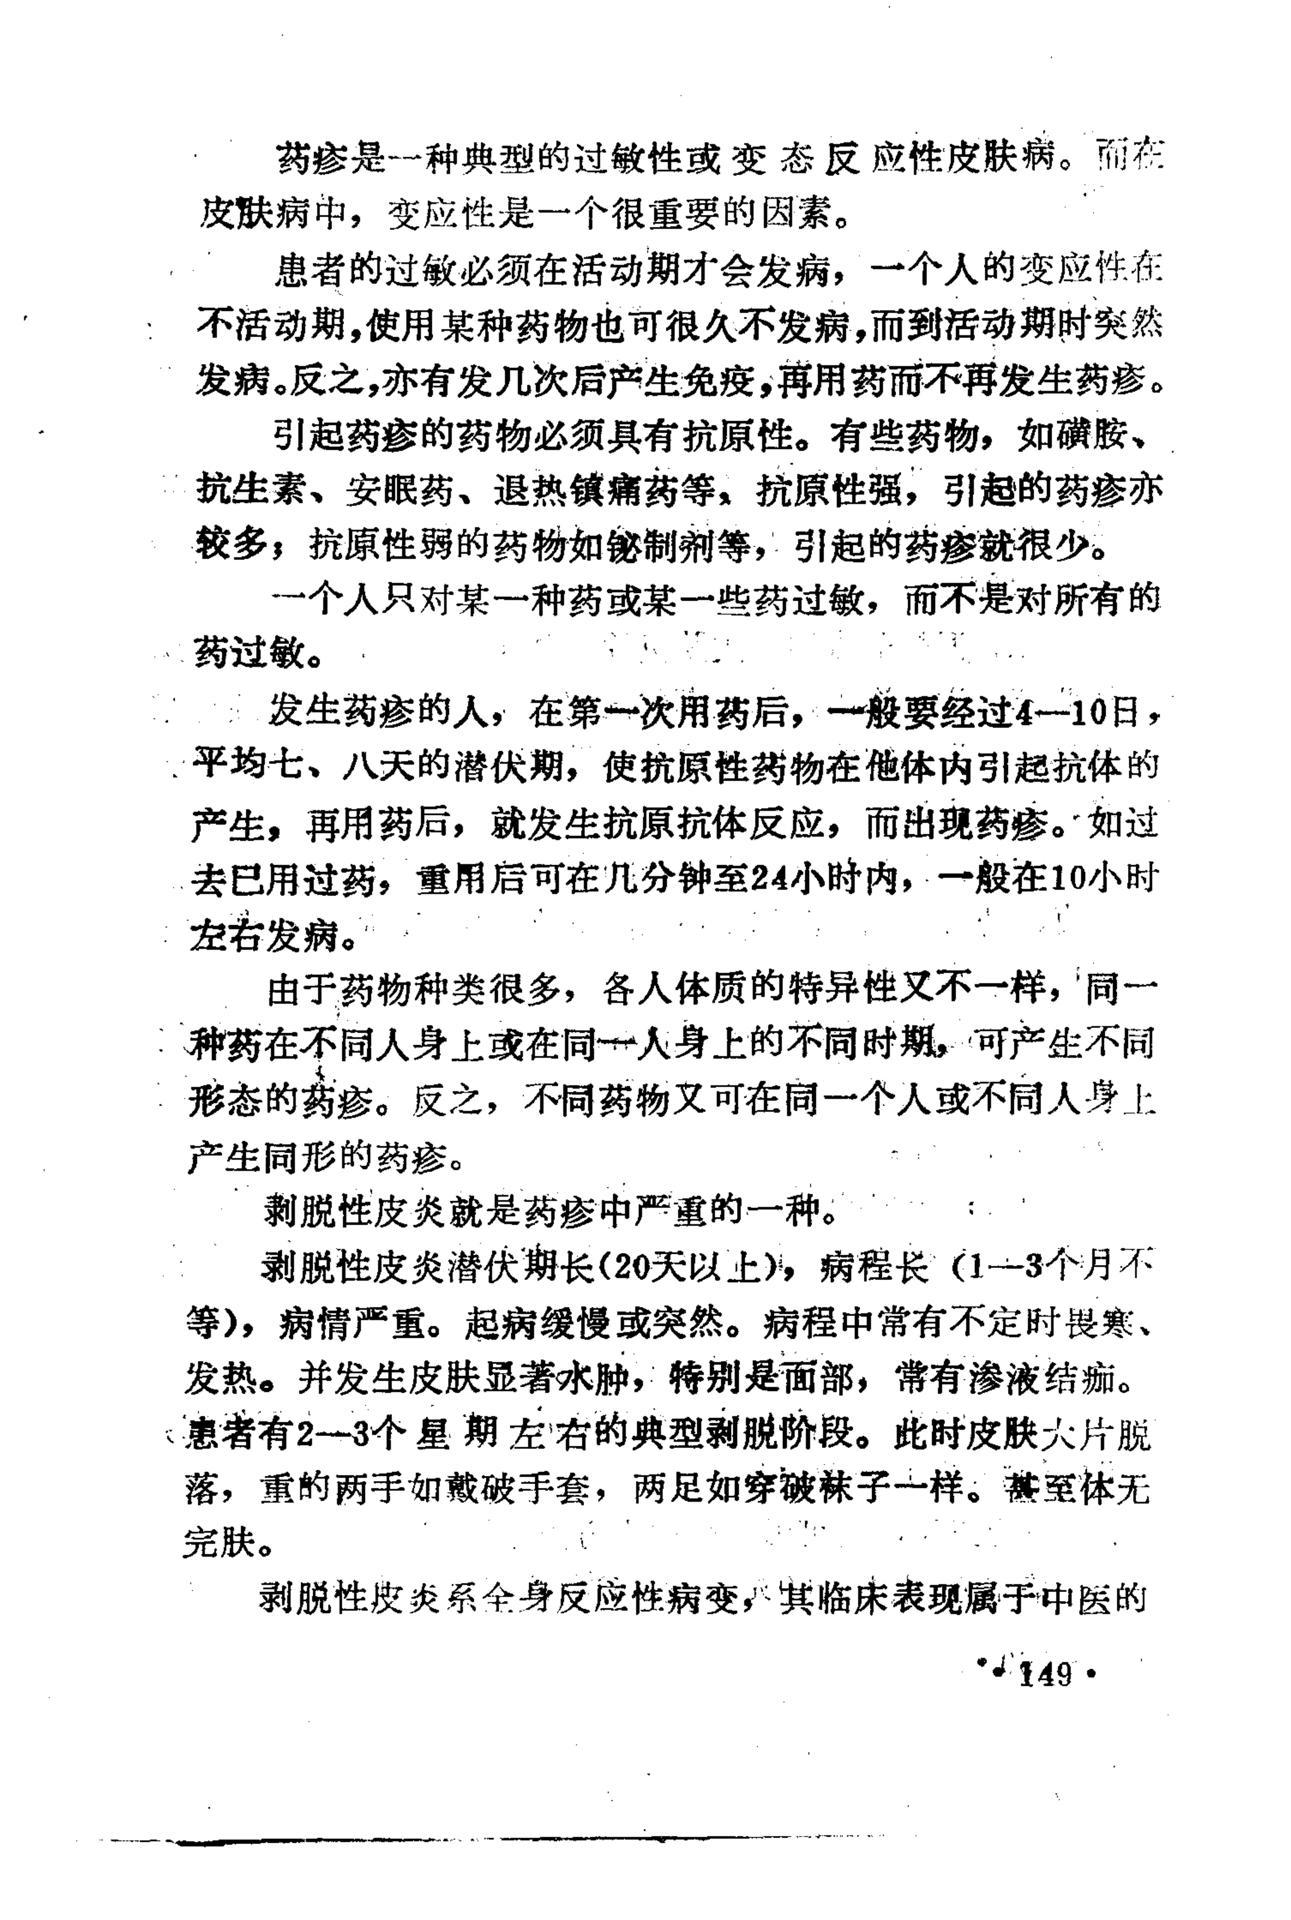 药疹是一种典型的过敏性或变态反应性皮肤病。而在
皮肤病中，变应性是一个很重要的因素。
患者的过敏必须在活动期才会发病，一个人的变应性在
不活动期，使用某种药物也可很久不发病，而到活动期时突然
发病。反之，亦有发几次后产生免疫，再用药而不再发生药疹。
引起药疹的药物必须具有抗原性。有些药物，如磺胺、
抗生素、安眠药、退热镇痛药等，抗原性强，引起的药疹亦
较多；抗原性弱的药物如铋制剂等，引起的药疹就很少。
一个人只对某一种药或某一些药过敏，而不是对所有的
药过敏。
发生药疹的人，在第一次用药后，一般要经过4—10日，
平均七、八天的潜伏期，使抗原性药物在他体内引起抗体的
产生，再用药后，就发生抗原抗体反应，而出现药疹。如过
去已用过药，重用后可在几分钟至24小时内，一般在10小时
左右发病。
由于药物种类很多，各人体质的特异性又不一样，同一
种药在不同人身上或在同一人身上的不同时期，可产生不同
形态的药疹。反之，不同药物又可在同一个人或不同人身上
产生同形的药疹。
剥脱性皮炎就是药疹中严重的一种。
剥脱性皮炎潜伏期长（20天以上），病程长（1—3个月不
等），病情严重。起病缓慢或突然。病程中常有不定时畏寒、
发热。并发生皮肤显著水肿，特别是面部，常有渗液结痂。
患者有2—3个星期左右的典型剥脱阶段。此时皮肤大片脱
落，重的两手如戴破手套，两足如穿破袜子一样。甚至体无
完肤。
剥脱性皮炎系全身反应性病变，其临床表现属于中医的
·149·